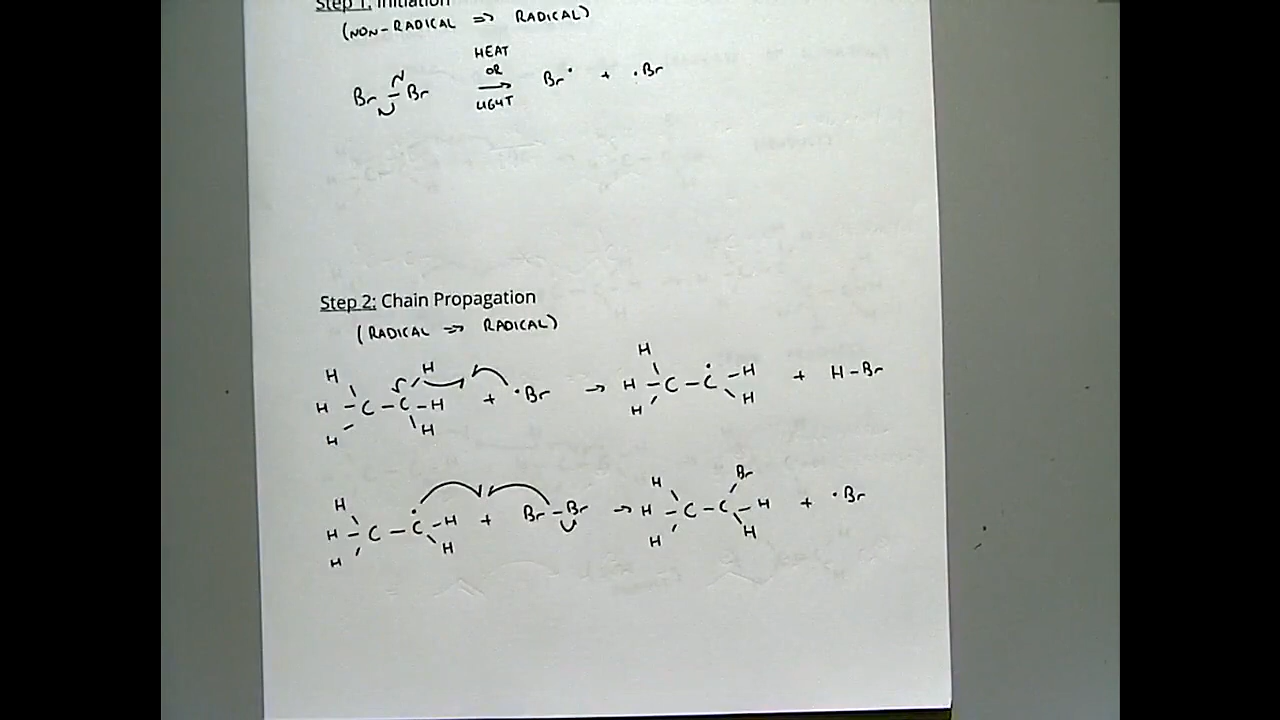 Step 1: Initiation
(NON-RADICAL => RADICAL)
HEAT
OR
Br-Br → Br· + ·Br
LIGHT
Step 2: Chain Propagation
(RADICAL => RADICAL)
H H H
H-C-C-H + ·Br → H-C-Ċ-H + H-Br
H H H H
H H Br
H-C-Ċ-H + Br-Br → H-C-C-H + ·Br
H H H H